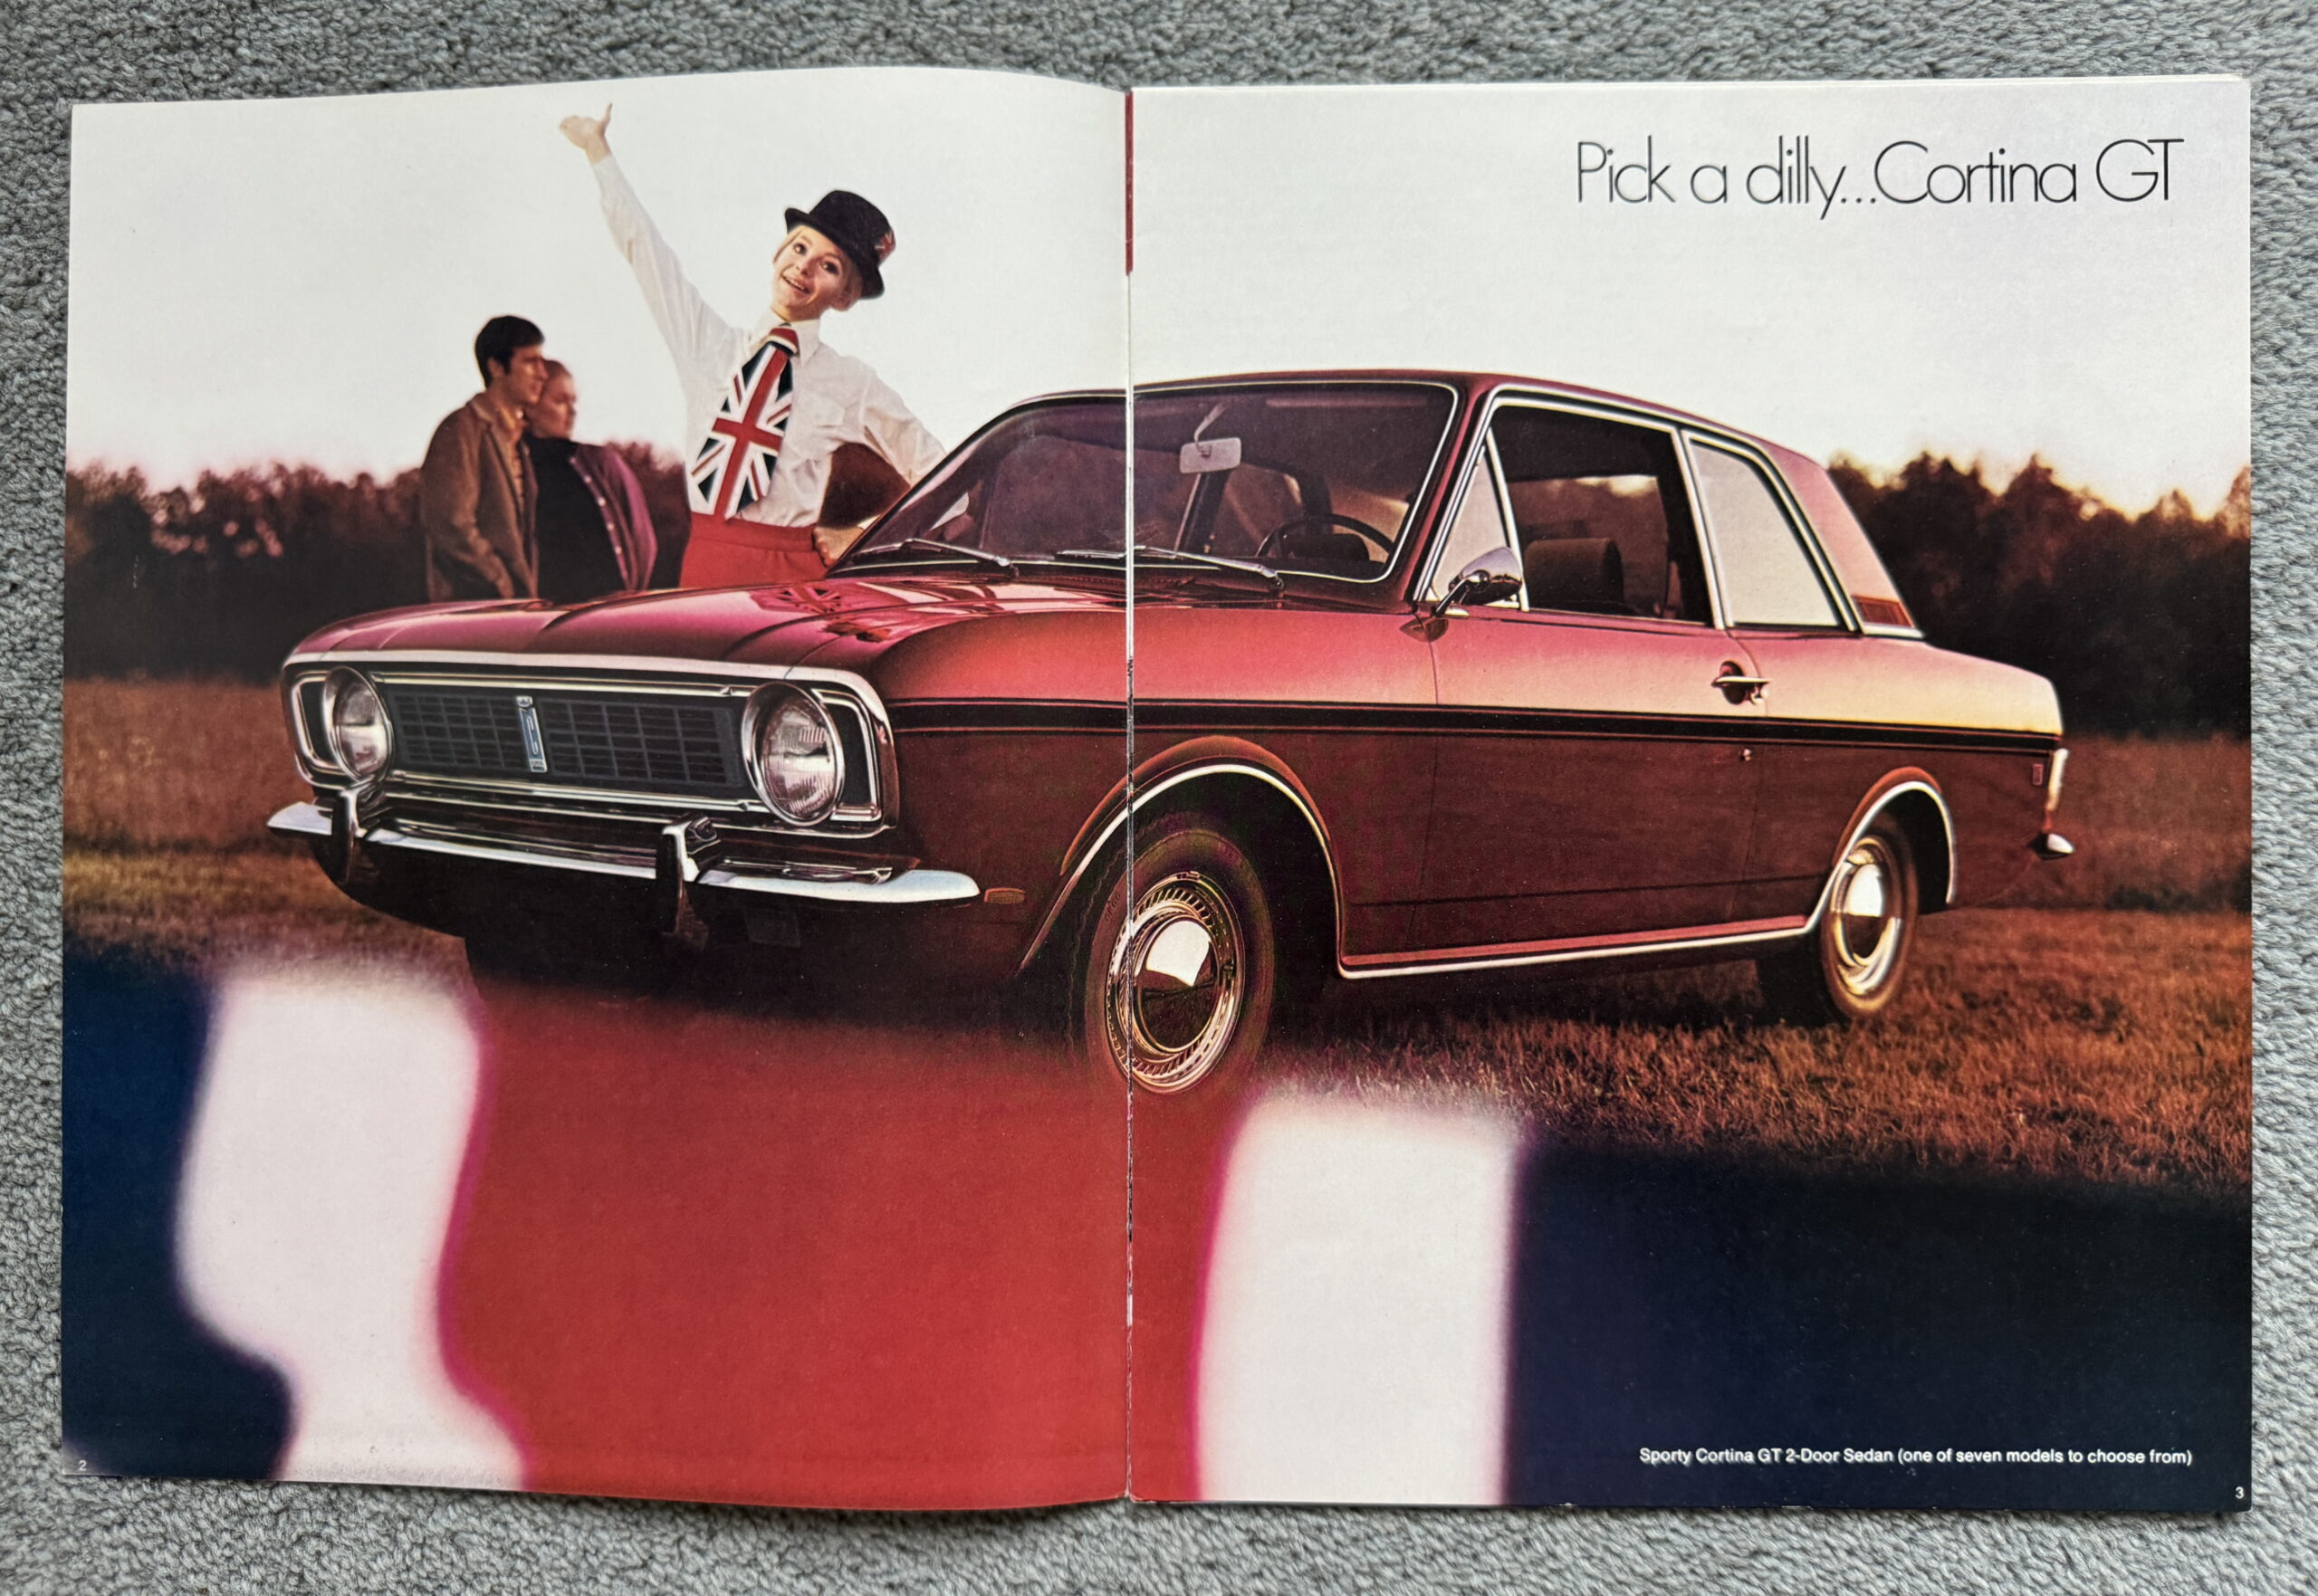 Pick a dilly...Cortina GT
Sporty Cortina GT 2-Door Sedan (one of seven models to choose from)
2
3